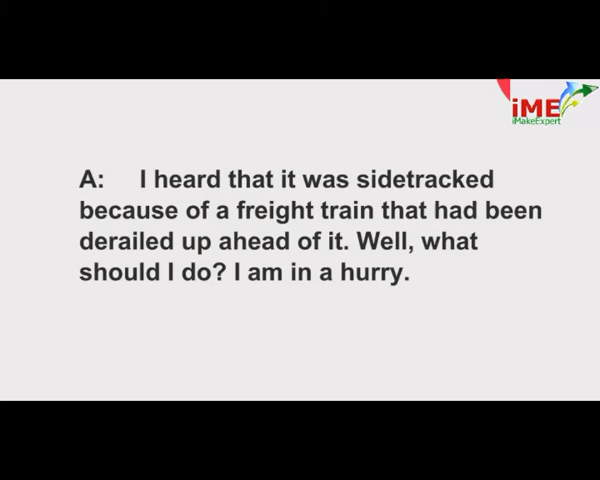 iME
iMakeExpert
A: I heard that it was sidetracked
because of a freight train that had been
derailed up ahead of it. Well, what
should I do? I am in a hurry.